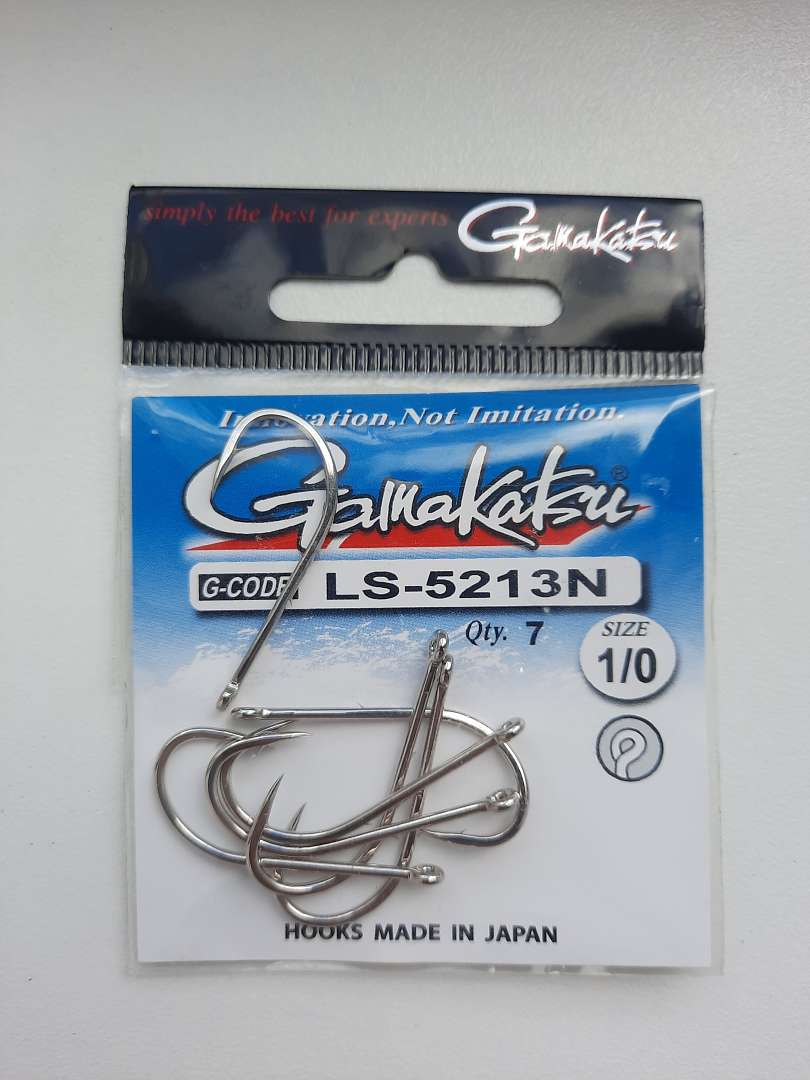 simply the best for experts Gamakatsu
Innovation, Not Imitation.
Gamakatsu®
G-CODE: LS-5213N
Qty. 7
SIZE
1/0
HOOKS MADE IN JAPAN